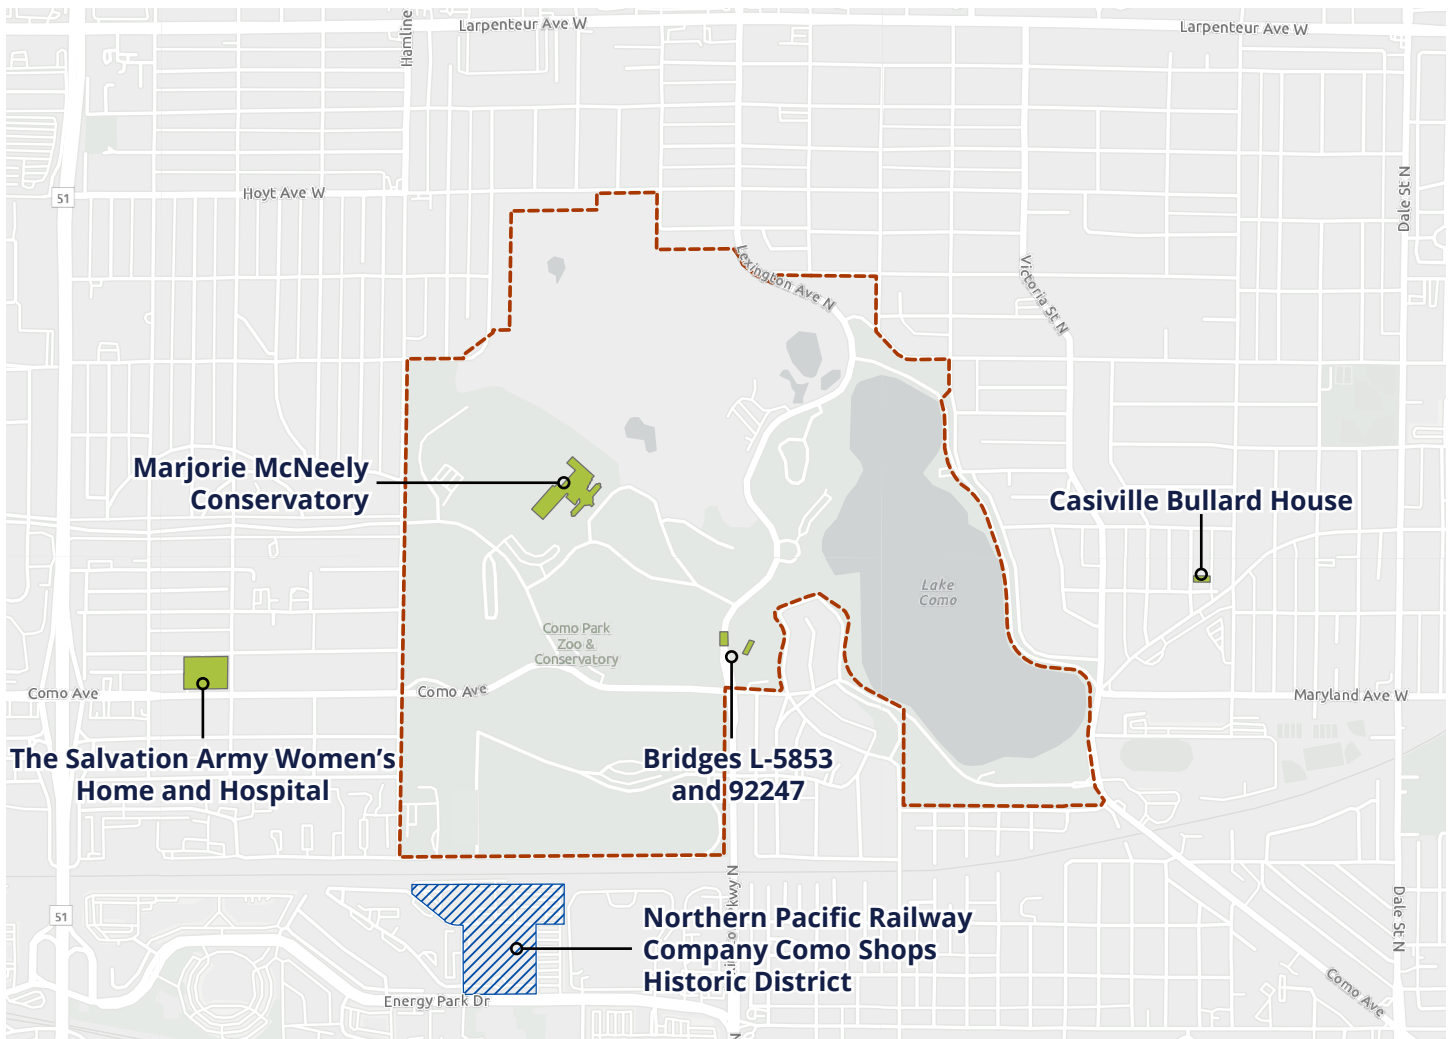 Larpenteur Ave W
Larpenteur Ave W
Hamline
51
Hoyt Ave W
Dale St N
Lexington Ave N
Victoria St N
Marjorie McNeely
Conservatory
Casiville Bullard House
Lake
Como
Como Park
Zoo &
Conservatory
Como Ave
Como Ave
Maryland Ave W
The Salvation Army Women's
Home and Hospital
Bridges L-5853
and 92247
51
Northern Pacific Railway
Company Como Shops
Historic District
Pkwy N
Dale St N
Energy Park Dr
Como Ave
N